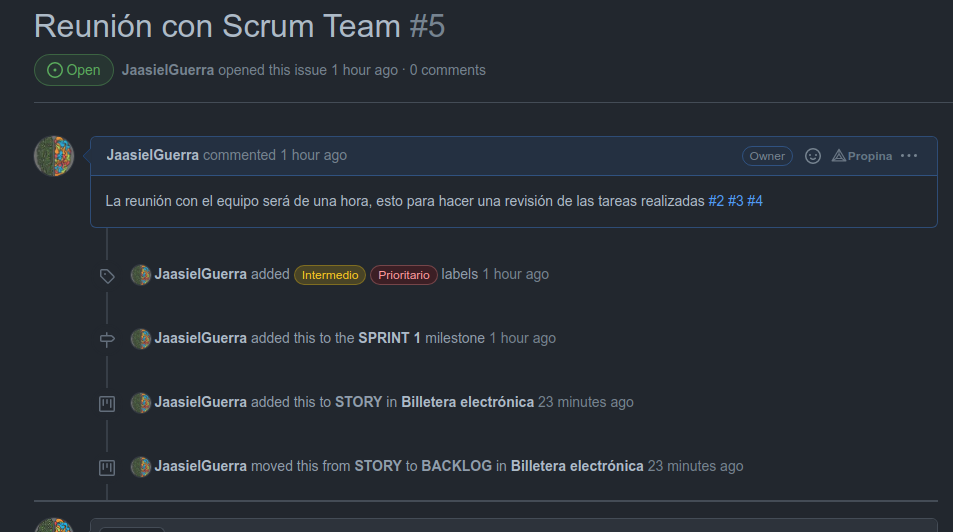 Reunión con Scrum Team #5
Open JaasielGuerra opened this issue 1 hour ago · 0 comments
JaasielGuerra commented 1 hour ago Owner Propina ···
La reunión con el equipo será de una hora, esto para hacer una revisión de las tareas realizadas #2 #3 #4
JaasielGuerra added Intermedio Prioritario labels 1 hour ago
JaasielGuerra added this to the SPRINT 1 milestone 1 hour ago
JaasielGuerra added this to STORY in Billetera electrónica 23 minutes ago
JaasielGuerra moved this from STORY to BACKLOG in Billetera electrónica 23 minutes ago